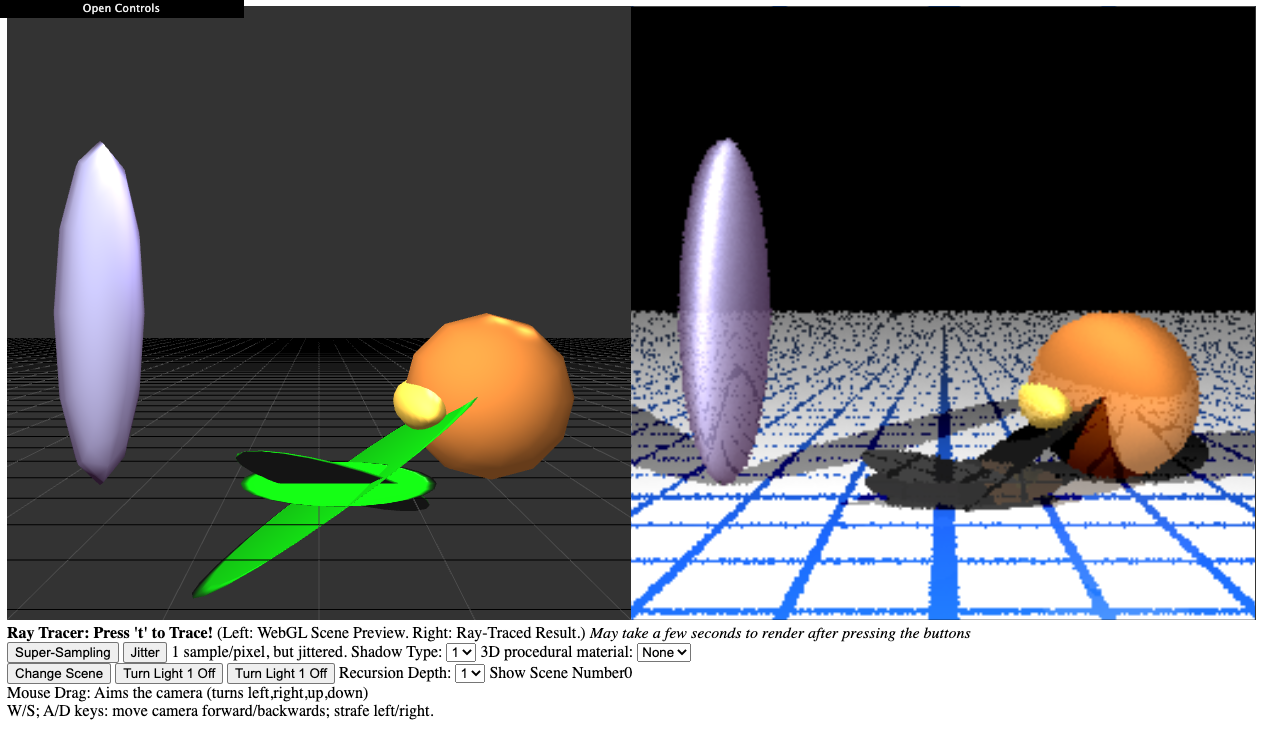 Open Controls
Ray Tracer: Press 't' to Trace! (Left: WebGL Scene Preview. Right: Ray-Traced Result.) May take a few seconds to render after pressing the buttons
Super-Sampling Jitter 1 sample/pixel, but jittered. Shadow Type: 1 3D procedural material: None
Change Scene Turn Light 1 Off Turn Light 1 Off Recursion Depth: 1 Show Scene Number0
Mouse Drag: Aims the camera (turns left,right,up,down)
W/S; A/D keys: move camera forward/backwards; strafe left/right.